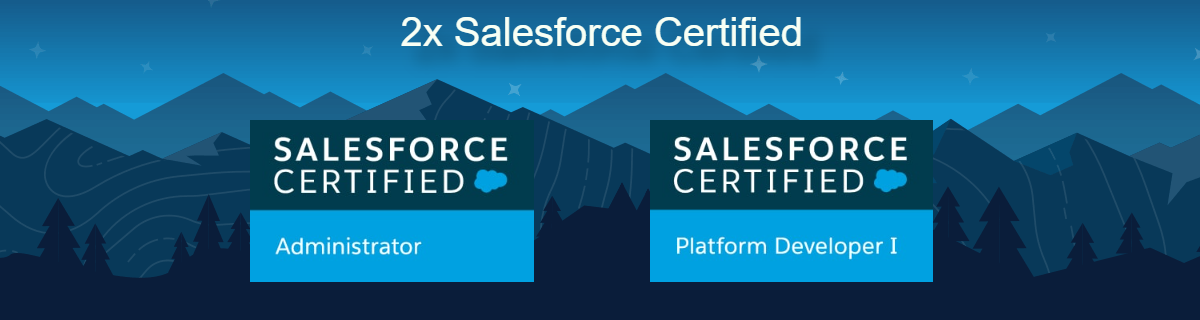 2x Salesforce Certified
SALESFORCE
CERTIFIED
Administrator
SALESFORCE
CERTIFIED
Platform Developer I